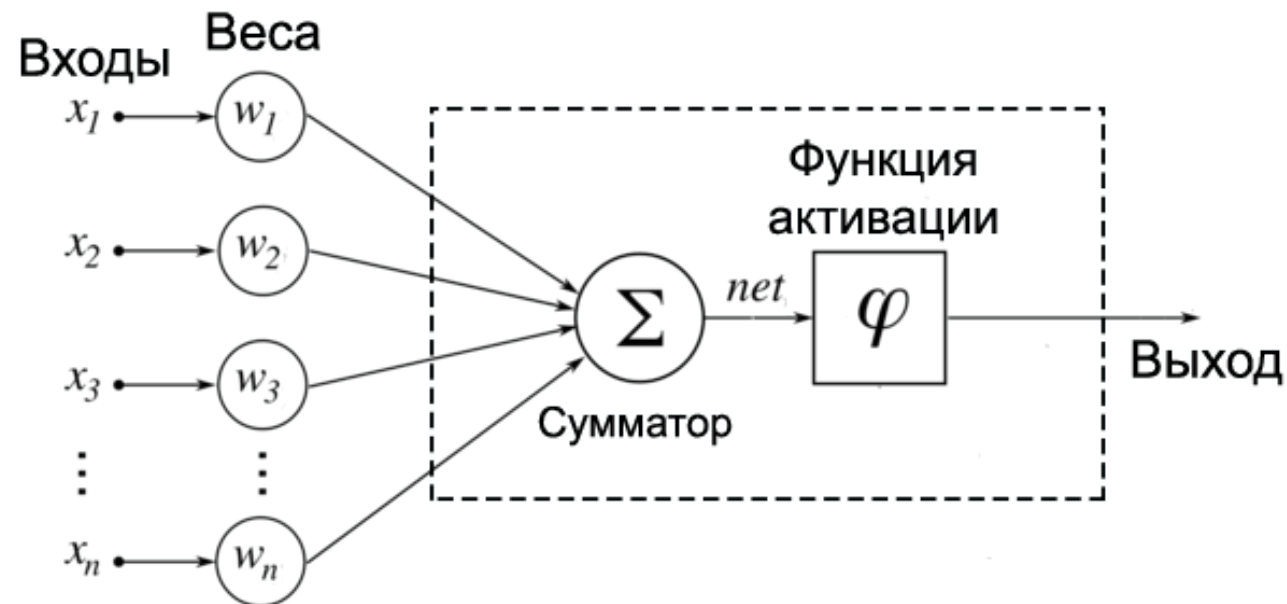 Входы
Веса
x1
w1
x2
w2
x3
w3
⋮
⋮
xn
wn
Σ
Сумматор
net
Функция
активации
φ
Выход